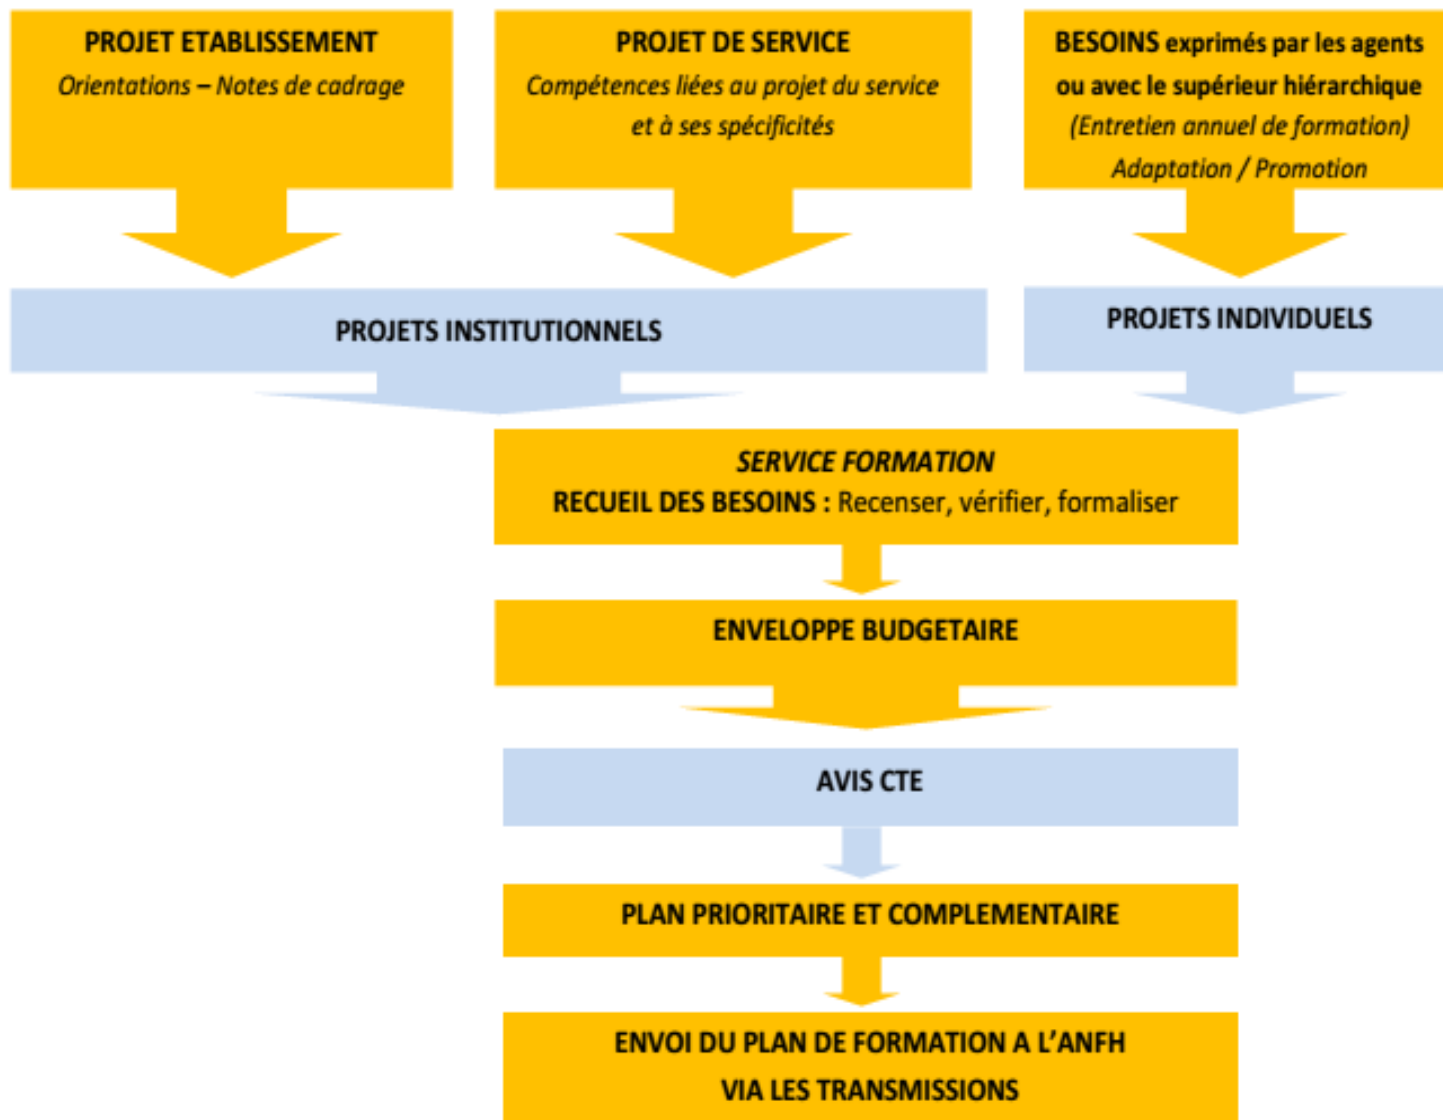 PROJET ETABLISSEMENT
Orientations – Notes de cadrage
PROJET DE SERVICE
Compétences liées au projet du service
et à ses spécificités
BESOINS exprimés par les agents
ou avec le supérieur hiérarchique
(Entretien annuel de formation)
Adaptation / Promotion
PROJETS INSTITUTIONNELS
PROJETS INDIVIDUELS
SERVICE FORMATION
RECUEIL DES BESOINS : Recenser, vérifier, formaliser
ENVELOPPE BUDGETAIRE
AVIS CTE
PLAN PRIORITAIRE ET COMPLEMENTAIRE
ENVOI DU PLAN DE FORMATION A L'ANFH
VIA LES TRANSMISSIONS